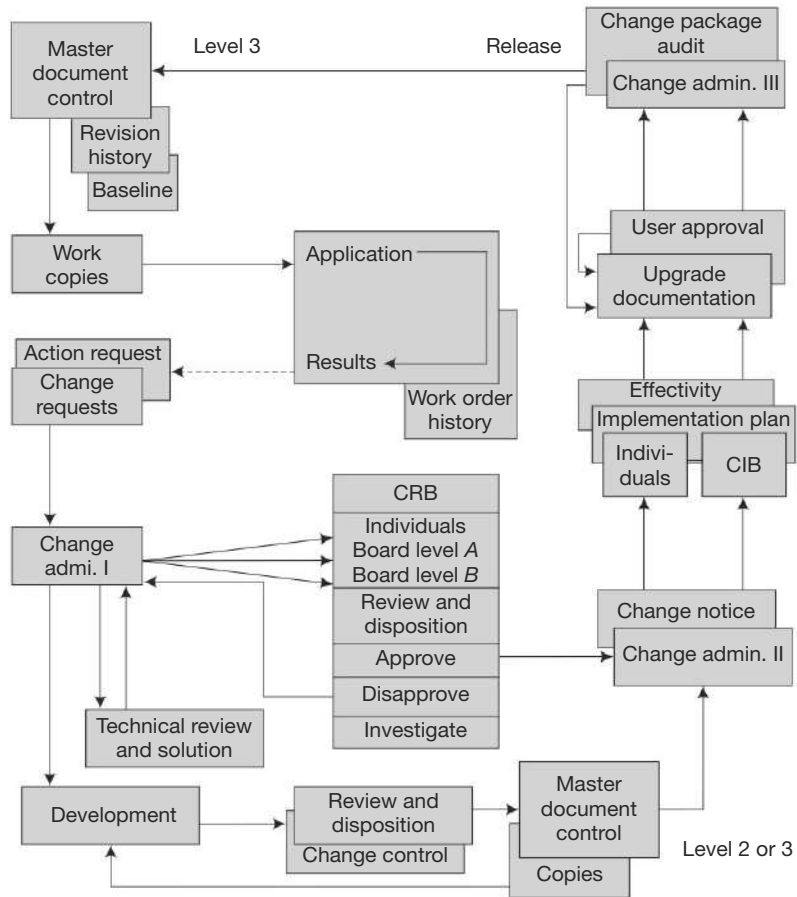 Master
document
control
Level 3
Release
Change package
audit
Change admin. III
Revision
history
Baseline
Work
copies
Application
Results
Work order
history
User approval
Upgrade
documentation
Action request
Change
requests
Effectivity
Implementation plan
Indivi-
duals
CIB
CRB
Individuals
Board level A
Board level B
Review and
disposition
Approve
Disapprove
Investigate
Change
admi. I
Change notice
Change admin. II
Technical review
and solution
Development
Review and
disposition
Change control
Master
document
control
Copies
Level 2 or 3